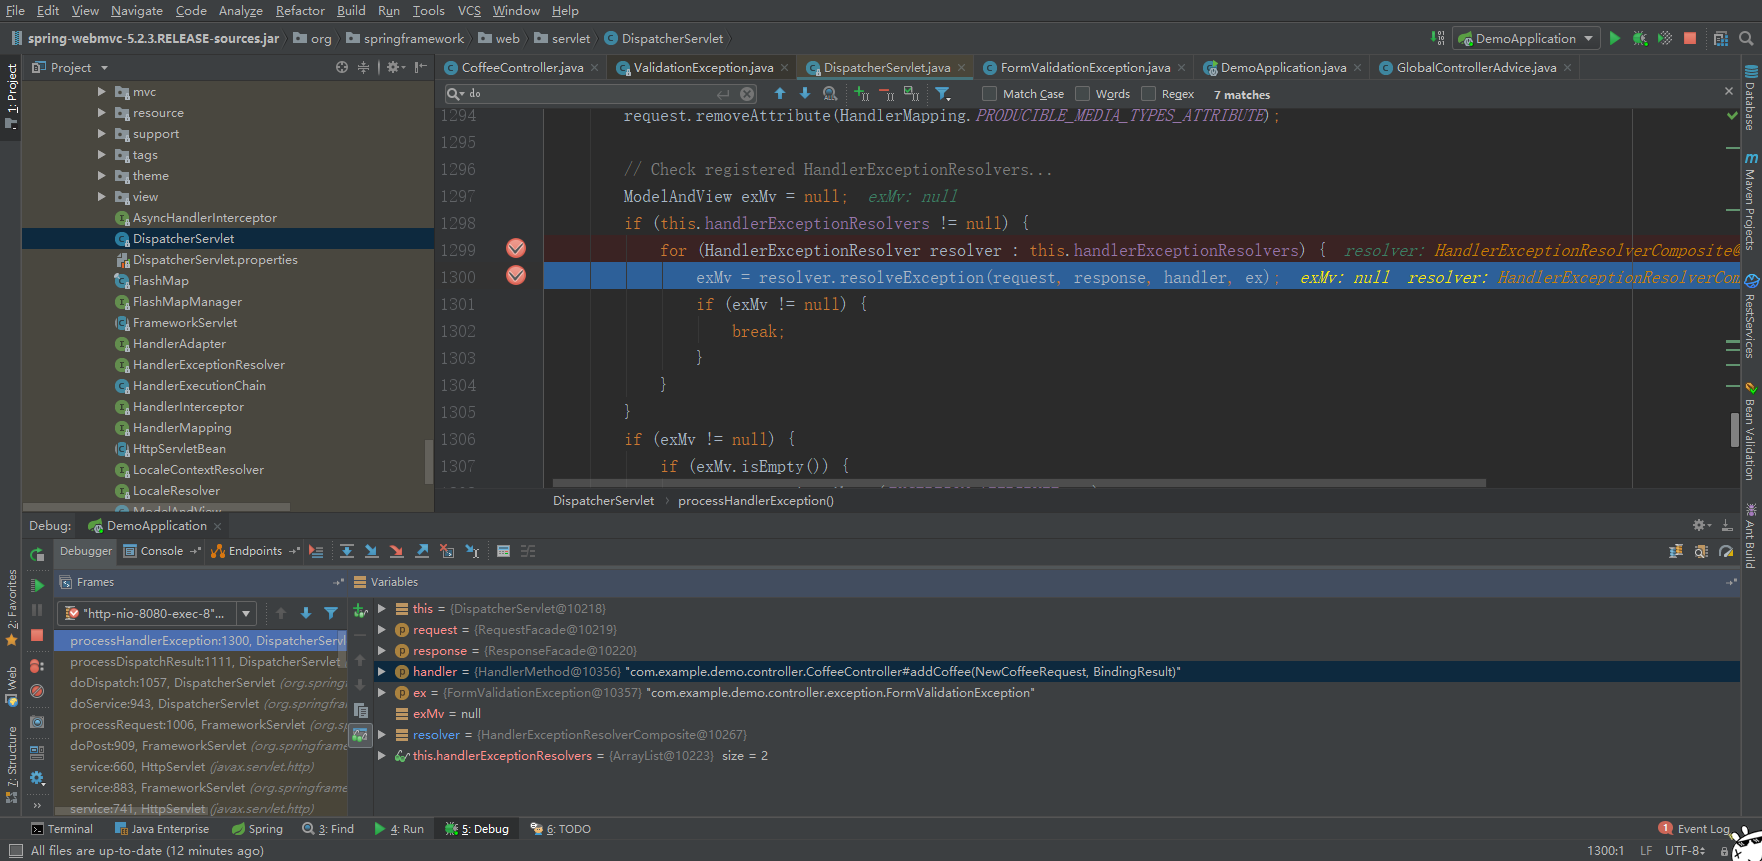 File Edit View Navigate Code Analyze Refactor Build Run Tools VCS Window Help
spring-webmvc-5.2.3.RELEASE-sources.jar org springframework web servlet DispatcherServlet
DemoApplication
1: Project
Project
CoffeeController.java ValidationException.java DispatcherServlet.java FormValidationException.java DemoApplication.java GlobalControllerAdvice.java
do
Match Case Words Regex 7 matches
mvc
resource
support
tags
theme
view
AsyncHandlerInterceptor
DispatcherServlet
DispatcherServlet.properties
FlashMap
FlashMapManager
FrameworkServlet
HandlerAdapter
HandlerExceptionResolver
HandlerExecutionChain
HandlerInterceptor
HandlerMapping
HttpServletBean
LocaleContextResolver
LocaleResolver
ModelAndView
1294 request.removeAttribute(HandlerMapping.PRODUCIBLE_MEDIA_TYPES_ATTRIBUTE);
1295
1296 // Check registered HandlerExceptionResolvers...
1297 ModelAndView exMv = null; exMv: null
1298 if (this.handlerExceptionResolvers != null) {
1299 for (HandlerExceptionResolver resolver : this.handlerExceptionResolvers) { resolver: HandlerExceptionResolverComposite@
1300 exMv = resolver.resolveException(request, response, handler, ex); exMv: null resolver: HandlerExceptionResolverCom
1301 if (exMv != null) {
1302 break;
1303 }
1304 }
1305 }
1306 if (exMv != null) {
1307 if (exMv.isEmpty()) {
DispatcherServlet processHandlerException()
Database
Maven Projects
RestServices
Bean Validation
Ant Build
Debug: DemoApplication
Debugger Console Endpoints
Frames
Variables
"http-nio-8080-exec-8"...
processHandlerException:1300, DispatcherServl
processDispatchResult:1111, DispatcherServlet
doDispatch:1057, DispatcherServlet (org.spring
doService:943, DispatcherServlet (org.springfra
processRequest:1006, FrameworkServlet (org.sp
doPost:909, FrameworkServlet (org.springframe
service:660, HttpServlet (javax.servlet.http)
service:883, FrameworkServlet (org.springframe
service:741, HttpServlet (javax.servlet.http)
this = {DispatcherServlet@10218}
request = {RequestFacade@10219}
response = {ResponseFacade@10220}
handler = {HandlerMethod@10356} "com.example.demo.controller.CoffeeController#addCoffee(NewCoffeeRequest, BindingResult)"
ex = {FormValidationException@10357} "com.example.demo.controller.exception.FormValidationException"
exMv = null
resolver = {HandlerExceptionResolverComposite@10267}
this.handlerExceptionResolvers = {ArrayList@10223} size = 2
2: Favorites
Web
7: Structure
Terminal Java Enterprise Spring 3: Find 4: Run 5: Debug 6: TODO
1 Event Log
All files are up-to-date (12 minutes ago)
1300:1 LF UTF-8